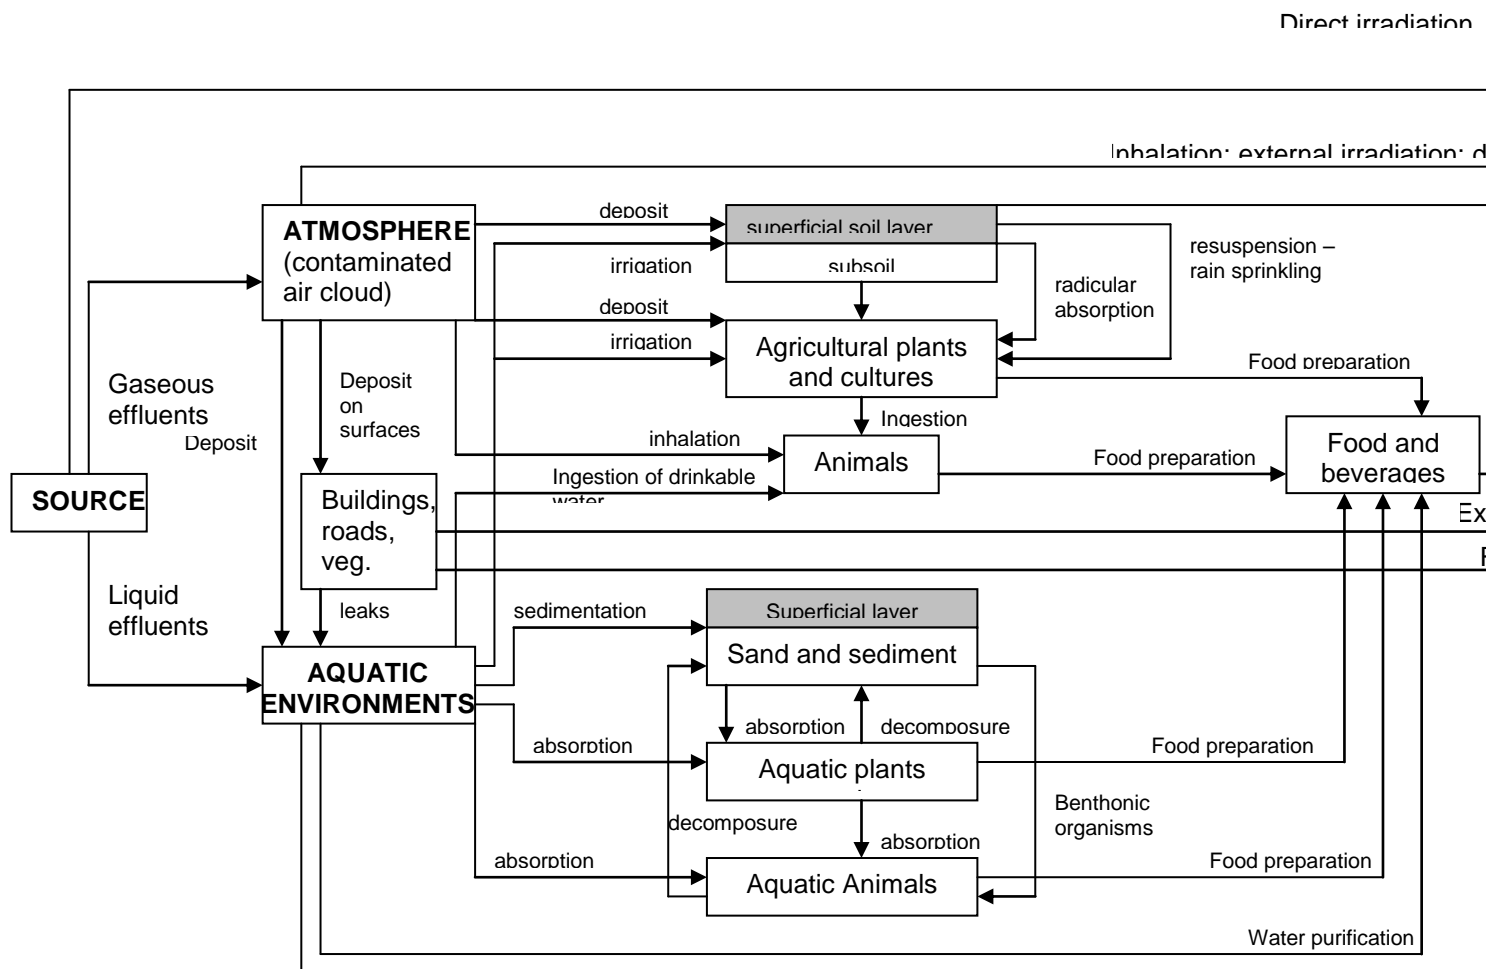 Direct irradiation
Inhalation; external irradiation; d
ATMOSPHERE
(contaminated
air cloud)
deposit
irrigation
deposit
irrigation
superficial soil layer
subsoil
radicular
absorption
resuspension –
rain sprinkling
Agricultural plants
and cultures
Food preparation
Gaseous
effluents
Deposit
Deposit
on
surfaces
inhalation
Ingestion of drinkable
water
Ingestion
Animals
Food preparation
Food and
beverages
SOURCE
Buildings,
roads,
veg.
Ex
Liquid
effluents
leaks
sedimentation
Superficial layer
Sand and sediment
AQUATIC
ENVIRONMENTS
absorption
decomposure
absorption
Aquatic plants
Food preparation
decomposure
absorption
Benthonic
organisms
absorption
Aquatic Animals
Food preparation
Water purification